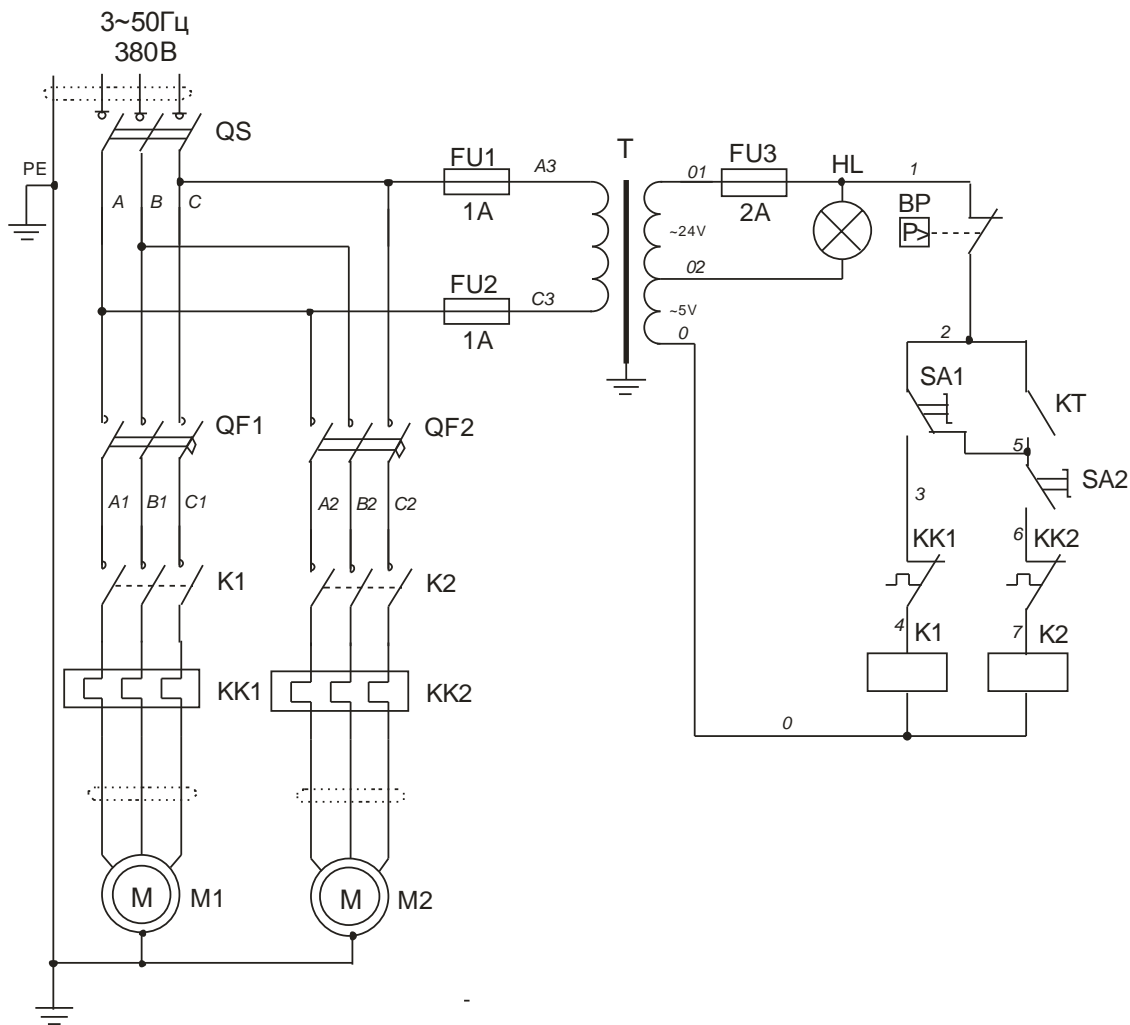 3~50Гц
380В
QS
PE
A B C
FU1
A3
1A
FU2
C3
1A
T
01
FU3
HL
1
2A
~24V
BP
P>
02
~5V
0
2
SA1
KT
5
SA2
3
KK1
6
KK2
4
K1
7
K2
0
QF1
QF2
A1 B1 C1
A2 B2 C2
K1
K2
KK1
KK2
M
M1
M
M2
-